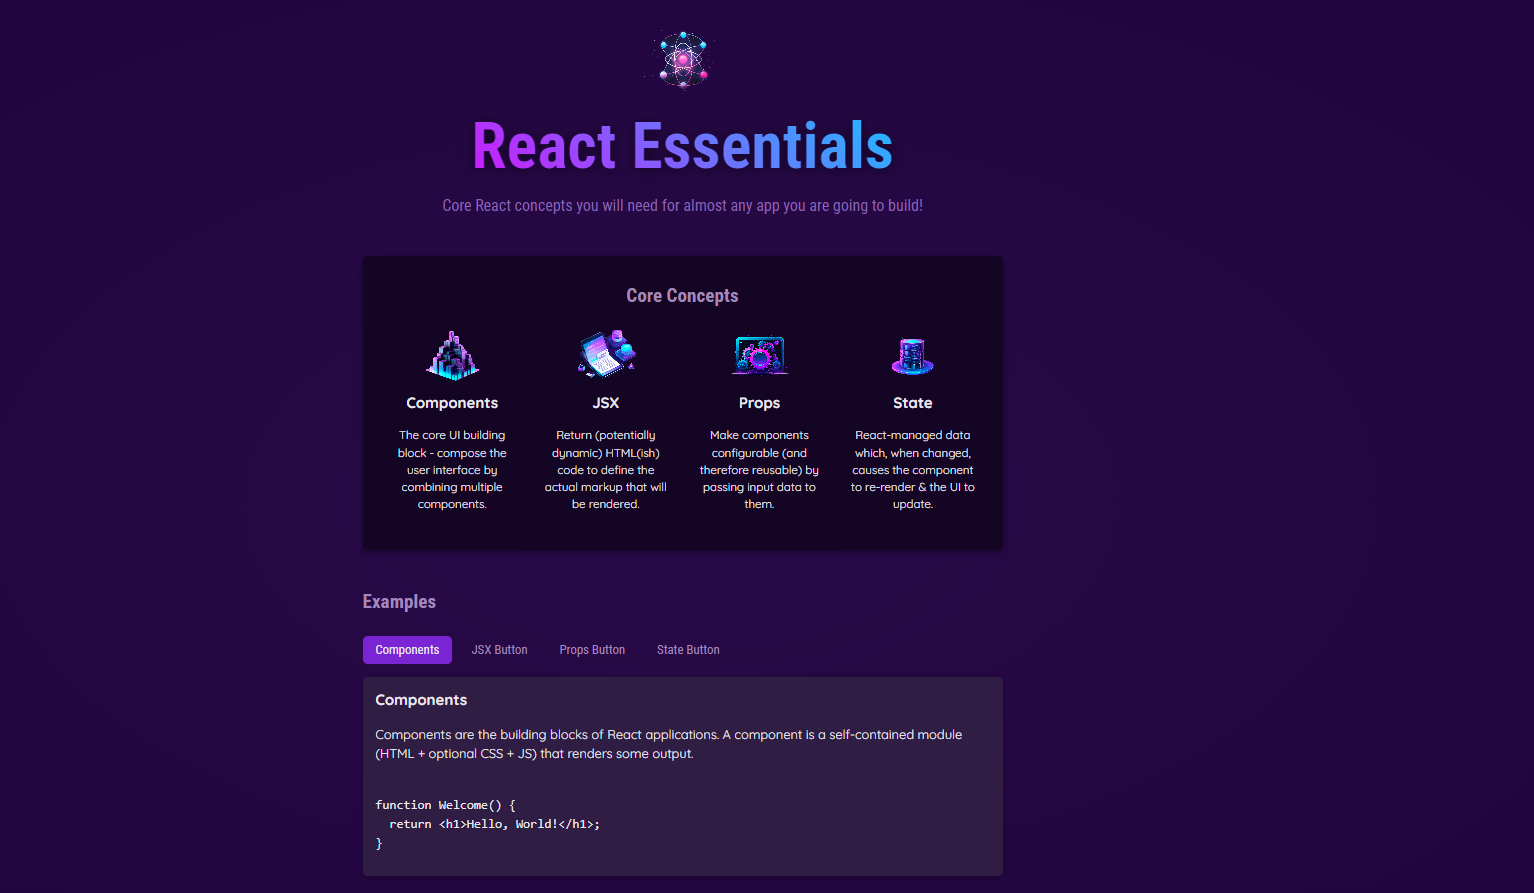 React Essentials
Core React concepts you will need for almost any app you are going to build!
Core Concepts
Components
The core UI building
block - compose the
user interface by
combining multiple
components.
JSX
Return (potentially
dynamic) HTML(ish)
code to define the
actual markup that will
be rendered.
Props
Make components
configurable (and
therefore reusable) by
passing input data to
them.
State
React-managed data
which, when changed,
causes the component
to re-render & the UI to
update.
Examples
Components JSX Button Props Button State Button
Components
Components are the building blocks of React applications. A component is a self-contained module
(HTML + optional CSS + JS) that renders some output.
function Welcome() {
  return <h1>Hello, World!</h1>;
}